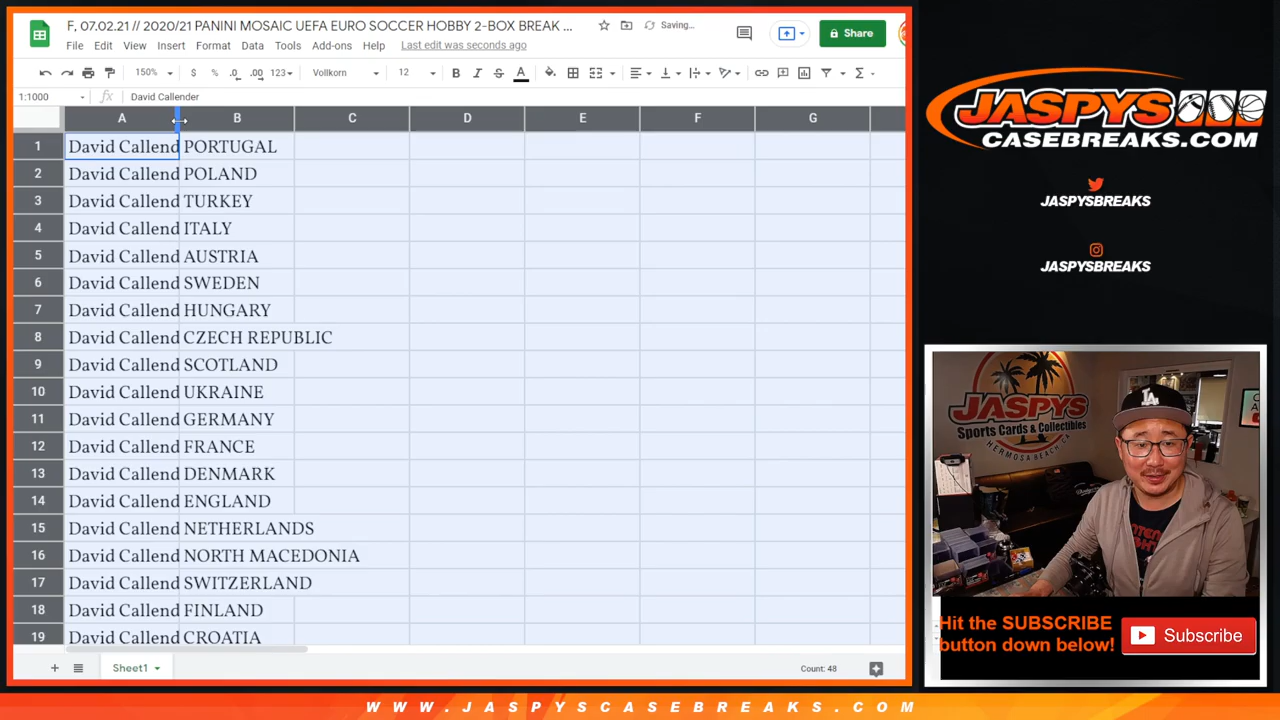 F, 07.02.21 // 2020/21 PANINI MOSAIC UEFA EURO SOCCER HOBBY 2-BOX BREAK ...
Saving...
File Edit View Insert Format Data Tools Add-ons Help Last edit was seconds ago
Share
150% $ % .0 .00 123 Vollkorn 12 B I S A
1:1000 fx David Callender
A B C D E F G
1 David Callend PORTUGAL
2 David Callend POLAND
3 David Callend TURKEY
4 David Callend ITALY
5 David Callend AUSTRIA
6 David Callend SWEDEN
7 David Callend HUNGARY
8 David Callend CZECH REPUBLIC
9 David Callend SCOTLAND
10 David Callend UKRAINE
11 David Callend GERMANY
12 David Callend FRANCE
13 David Callend DENMARK
14 David Callend ENGLAND
15 David Callend NETHERLANDS
16 David Callend NORTH MACEDONIA
17 David Callend SWITZERLAND
18 David Callend FINLAND
19 David Callend CROATIA
Sheet1 Count: 48
JASPYS
CASEBREAKS.COM
JASPYSBREAKS
JASPYSBREAKS
JASPYS
Sports Cards & Collectibles
HERMOSA BEACH, CA
LA
Hit the SUBSCRIBE
button down below!
Subscribe
WWW.JASPYSCASEBREAKS.COM